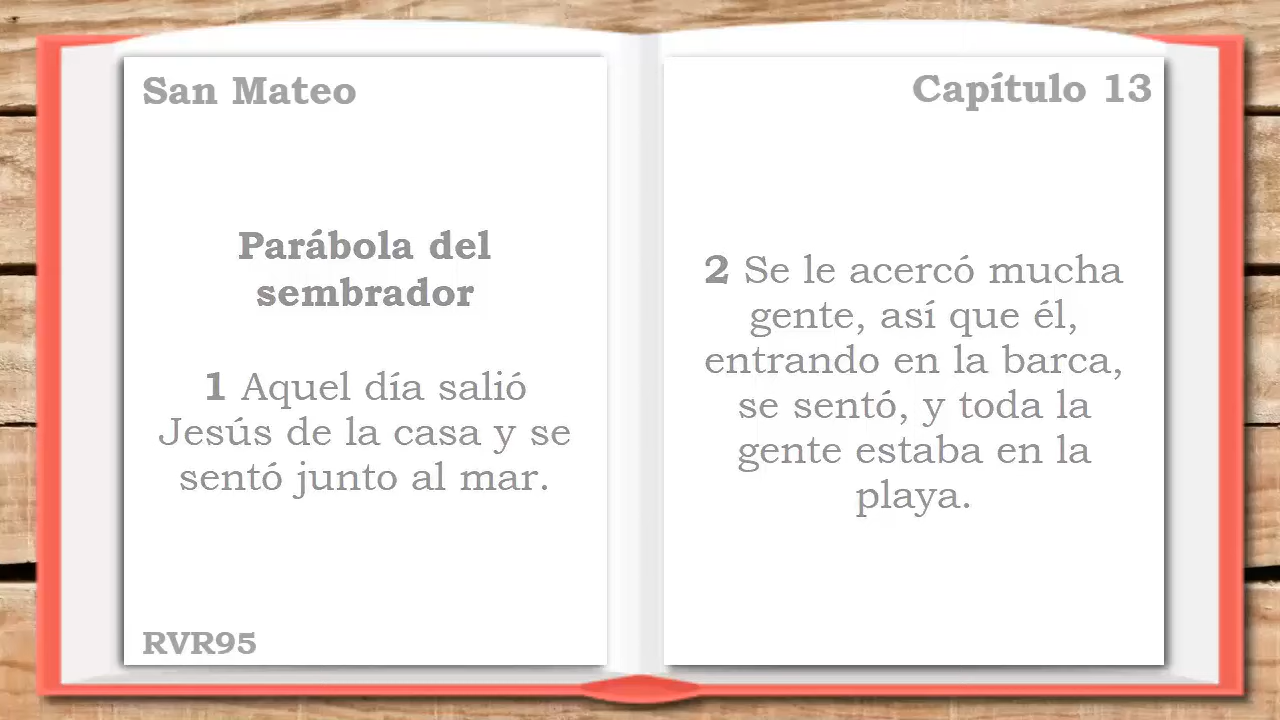 San Mateo
Parábola del
sembrador
1 Aquel día salió
Jesús de la casa y se
sentó junto al mar.
RVR95
Capítulo 13
2 Se le acercó mucha
gente, así que él,
entrando en la barca,
se sentó, y toda la
gente estaba en la
playa.